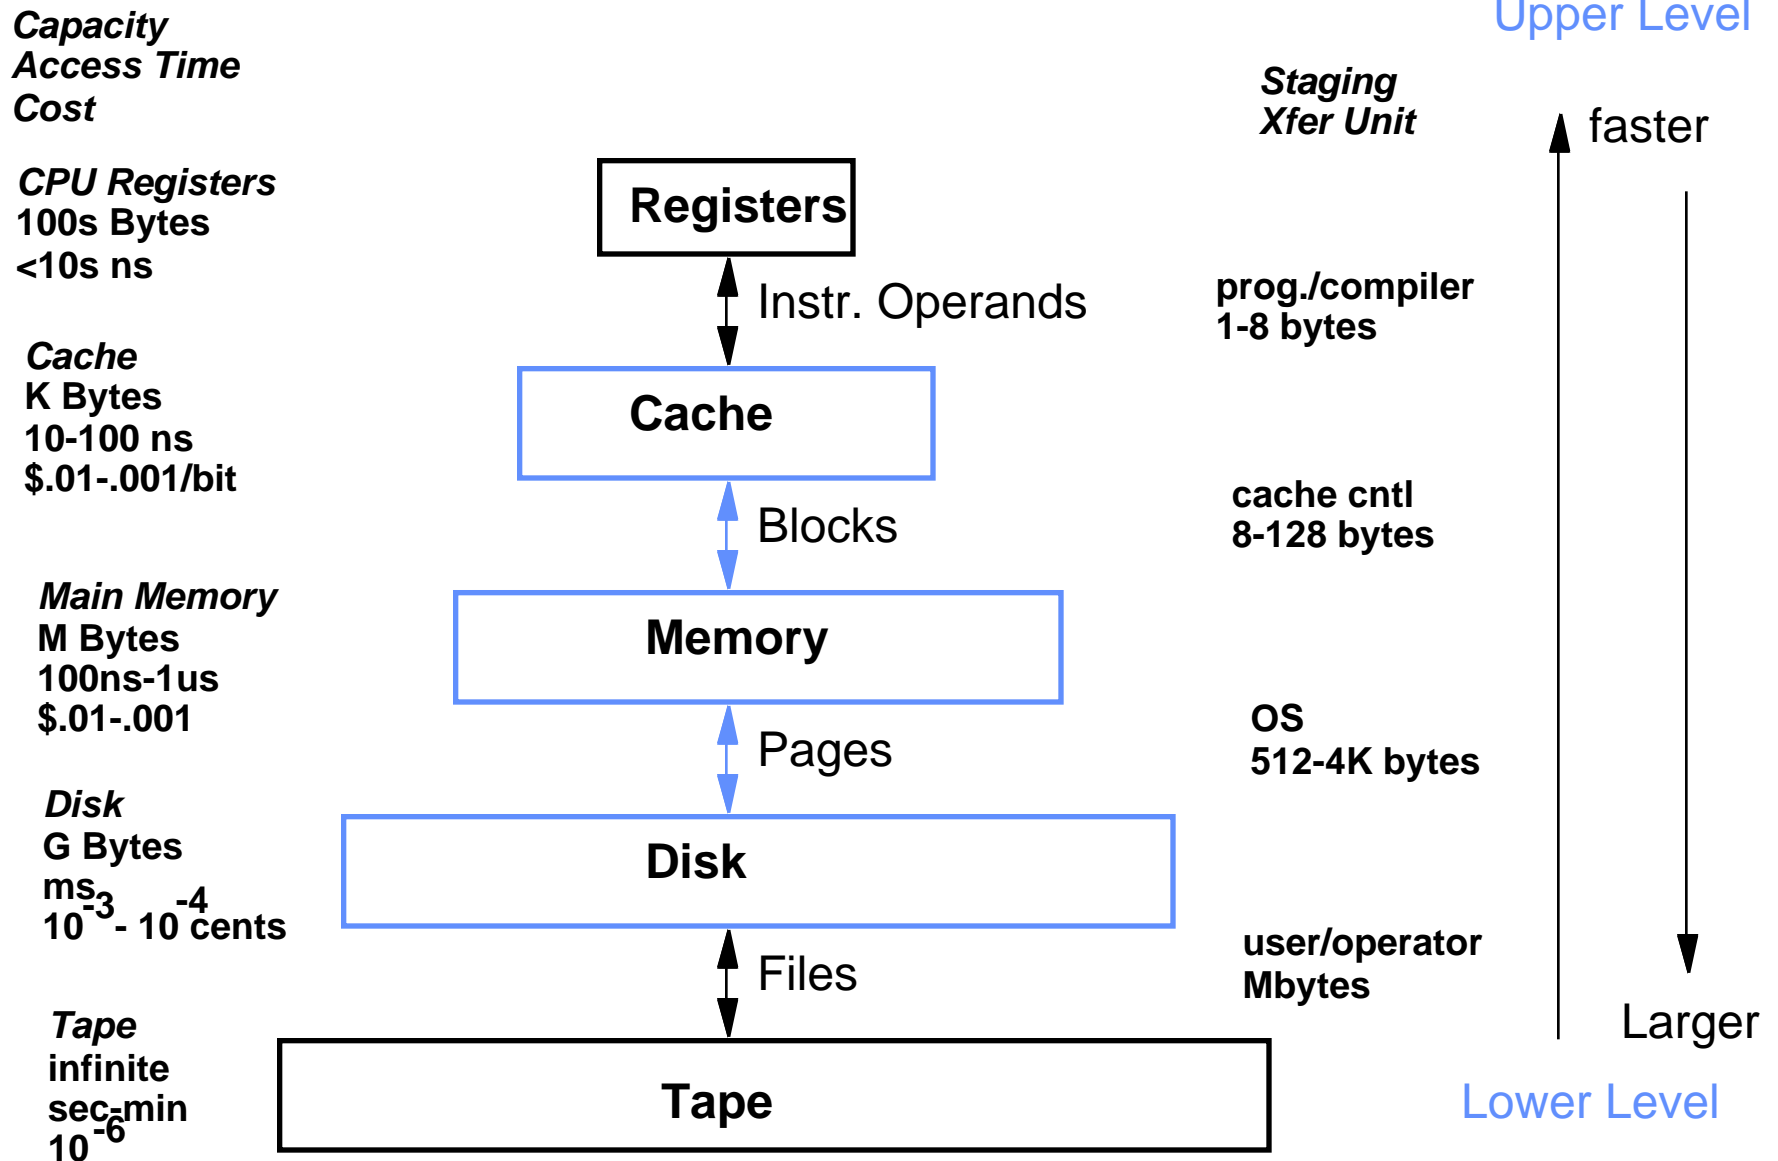 Upper Level
Capacity
Access Time
Cost
Staging
Xfer Unit
faster
CPU Registers
100s Bytes
<10s ns
Registers
Instr. Operands
prog./compiler
1-8 bytes
Cache
K Bytes
10-100 ns
$.01-.001/bit
Cache
Blocks
cache cntl
8-128 bytes
Main Memory
M Bytes
100ns-1us
$.01-.001
Memory
Pages
OS
512-4K bytes
Disk
G Bytes
ms
10^-3 - 10^-4 cents
Disk
Files
user/operator
Mbytes
Larger
Tape
infinite
sec-min
10^-6
Tape
Lower Level